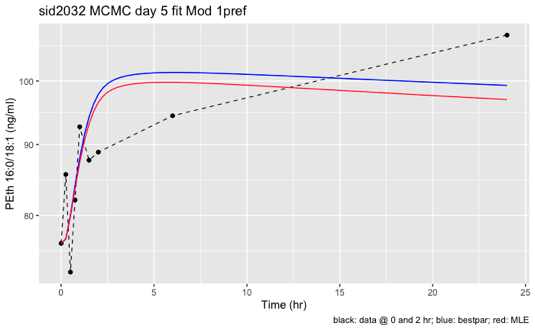 sid2032 MCMC day 5 fit Mod 1pref
PEth 16:0/18:1 (ng/ml)
100
90
80
0
5
10
15
20
25
Time (hr)
black: data @ 0 and 2 hr; blue: bestpar; red: MLE